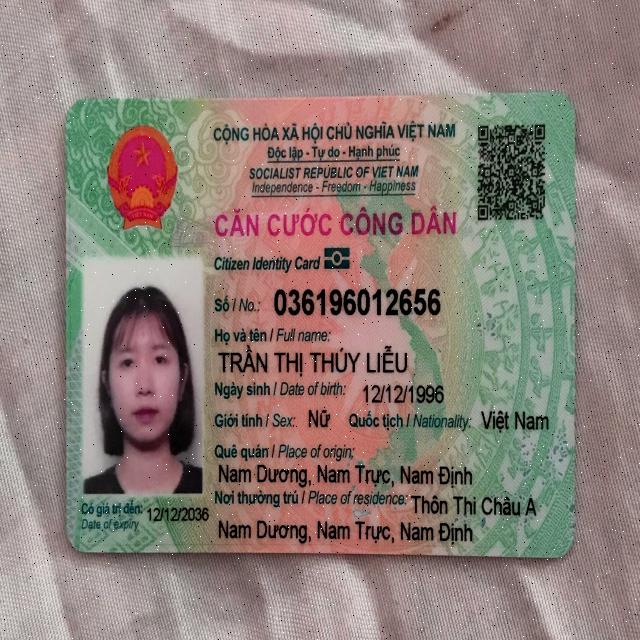 CỘNG HÒA XÃ HỘI CHỦ NGHĨA VIỆT NAM
Độc lập - Tự do - Hạnh phúc
SOCIALIST REPUBLIC OF VIET NAM
Independence - Freedom - Happiness
CĂN CƯỚC CÔNG DÂN
Citizen Identity Card
Số / No.: 036196012656
Họ và tên / Full name:
TRẦN THỊ THÚY LIỄU
Ngày sinh / Date of birth: 12/12/1996
Giới tính / Sex: Nữ Quốc tịch / Nationality: Việt Nam
Quê quán / Place of origin:
Nam Dương, Nam Trực, Nam Định
Nơi thường trú / Place of residence: Thôn Thi Châu A
Nam Dương, Nam Trực, Nam Định
Có giá trị đến: 12/12/2036
Date of expiry